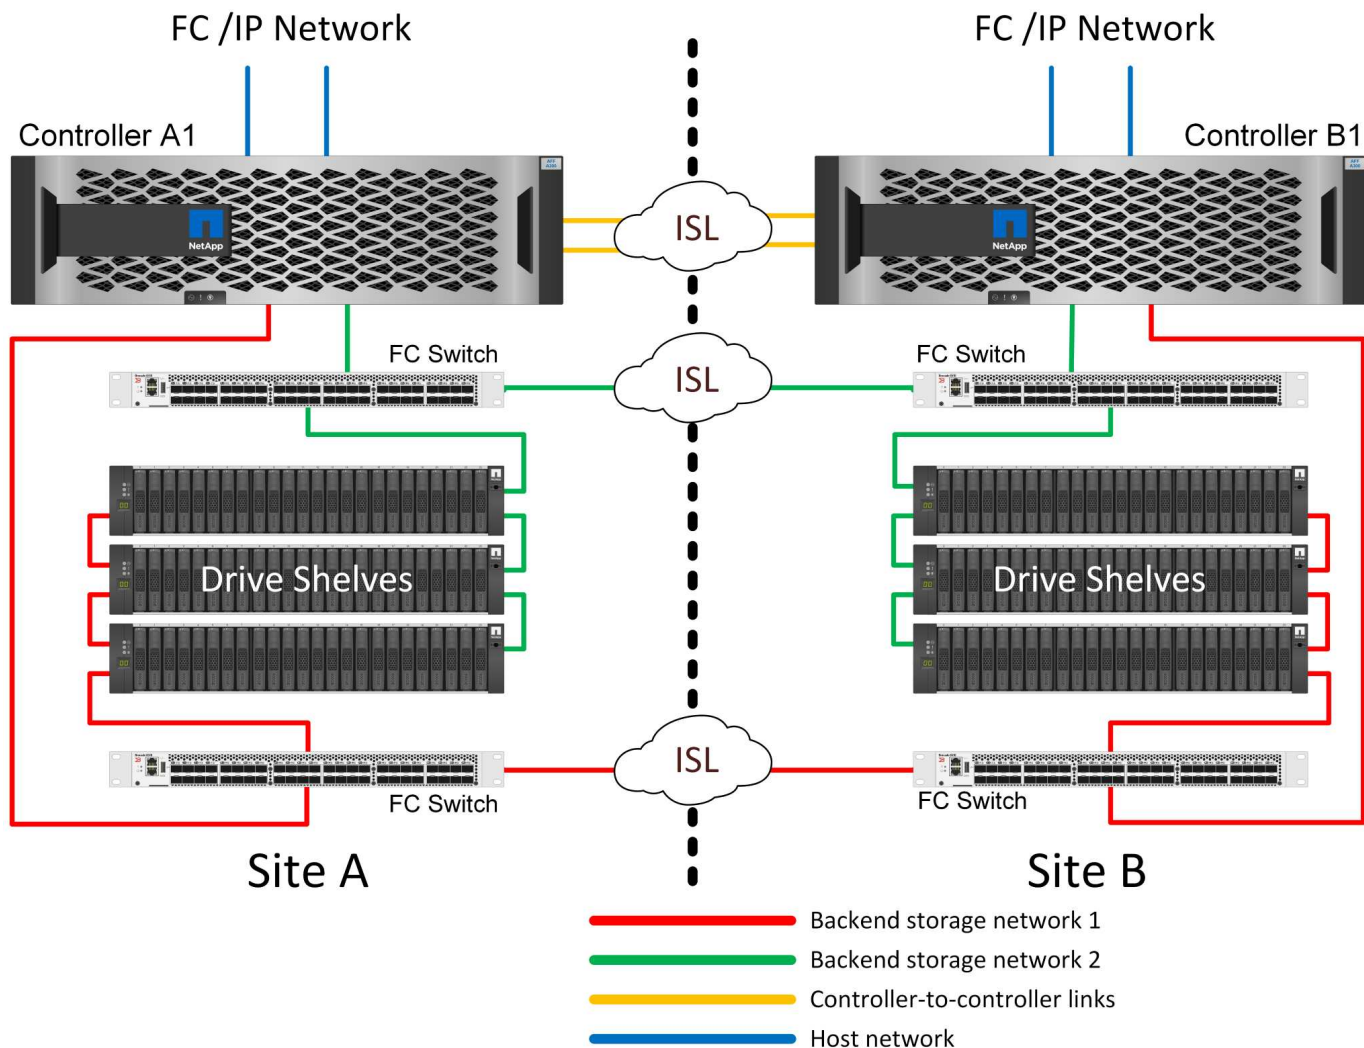 FC /IP Network
FC /IP Network
Controller A1
Controller B1
NetApp
ISL
NetApp
FC Switch
ISL
FC Switch
Drive Shelves
Drive Shelves
ISL
FC Switch
FC Switch
Site A
Site B
Backend storage network 1
Backend storage network 2
Controller-to-controller links
Host network